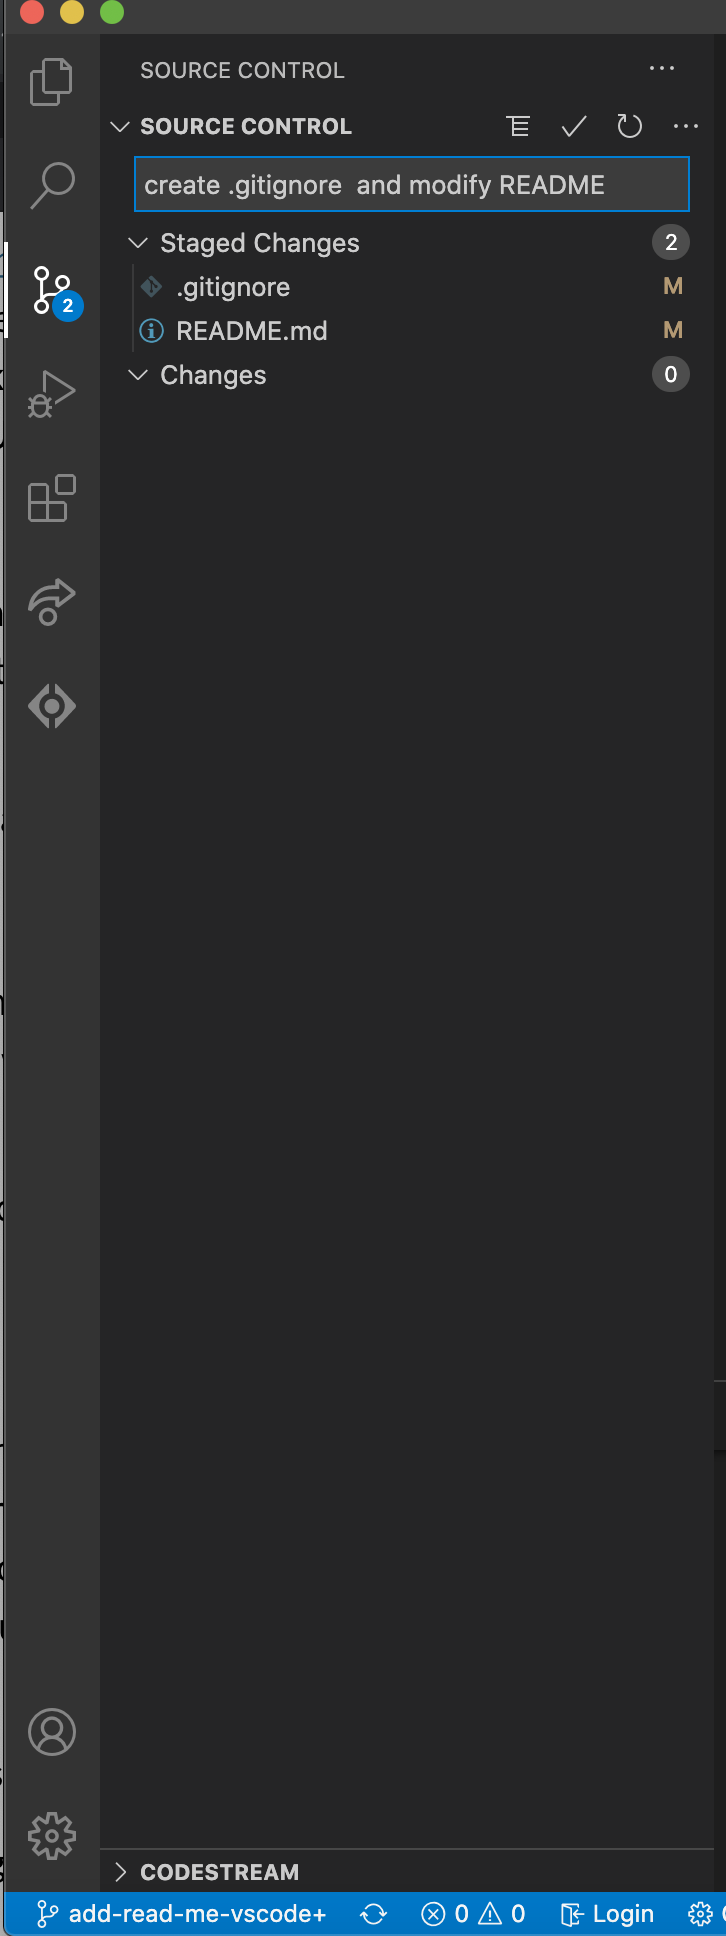 SOURCE CONTROL
SOURCE CONTROL
create .gitignore  and modify README
Staged Changes 2
.gitignore M
README.md M
2
Changes 0
CODESTREAM
add-read-me-vscode+ 0 0 Login